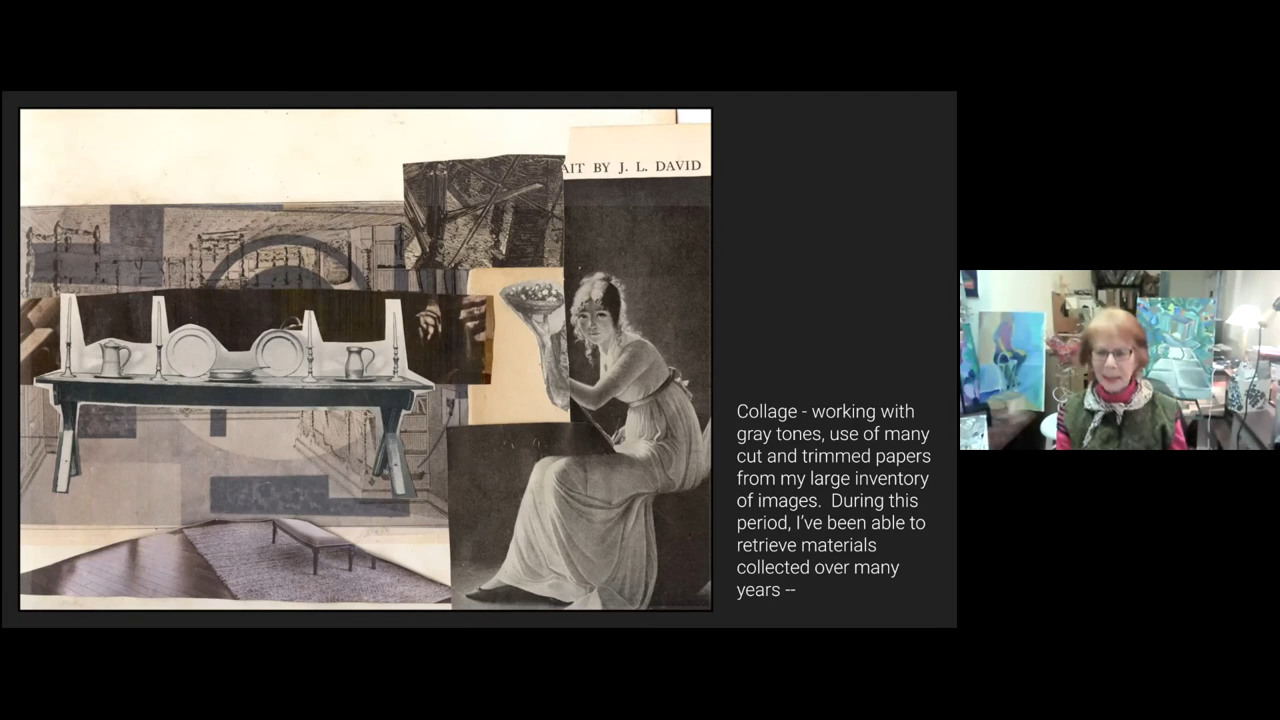 AIT BY J. L. DAVID
Collage - working with
gray tones, use of many
cut and trimmed papers
from my large inventory
of images.  During this
period, I've been able to
retrieve materials
collected over many
years --